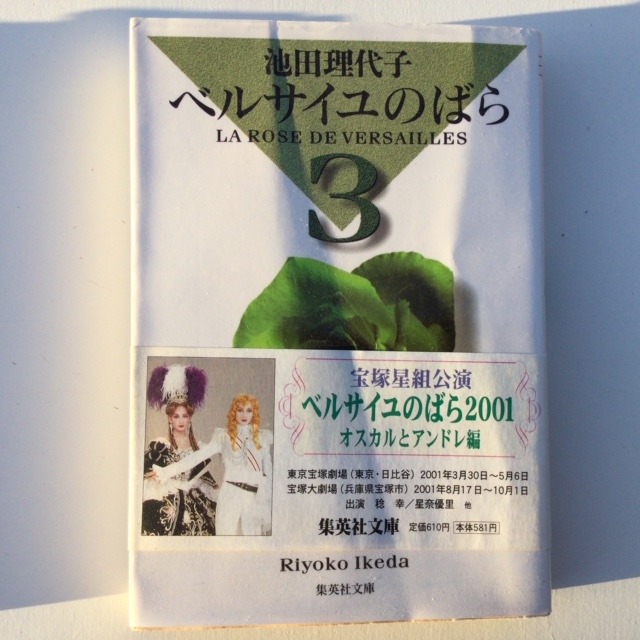 池田理代子
ベルサイユのばら
LA ROSE DE VERSAILLES
3
宝塚星組公演
ベルサイユのばら2001
オスカルとアンドレ編
東京宝塚劇場（東京・日比谷）2001年3月30日～5月6日
宝塚大劇場（兵庫県宝塚市）2001年8月17日～10月1日
出演 稔 幸／星奈優里 他
集英社文庫 定価610円 本体581円
Riyoko Ikeda
集英社文庫